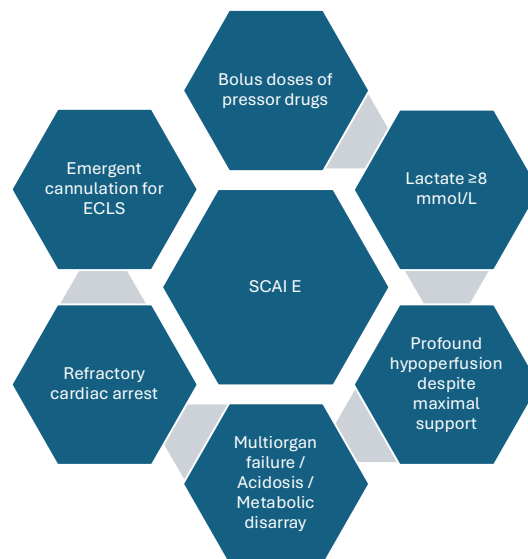 Bolus doses of
pressor drugs
Emergent
cannulation for
ECLS
Lactate ≥8
mmol/L
SCAI E
Refractory
cardiac arrest
Profound
hypoperfusion
despite
maximal
support
Multiorgan
failure /
Acidosis /
Metabolic
disarray